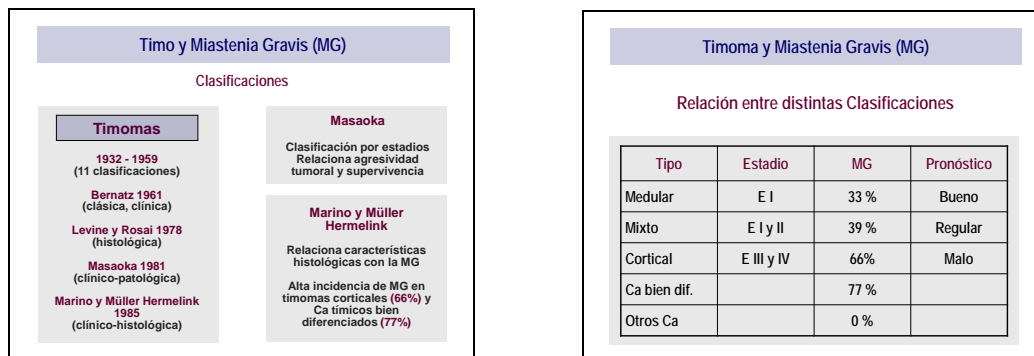 Timo y Miastenia Gravis (MG)
Clasificaciones
Timomas
1932 - 1959
(11 clasificaciones)
Bernatz 1961
(clásica, clínica)
Levine y Rosai 1978
(histológica)
Masaoka 1981
(clínico-patológica)
Marino y Müller Hermelink
1985
(clínico-histológica)
Masaoka
Clasificación por estadios
Relaciona agresividad
tumoral y supervivencia
Marino y Müller
Hermelink
Relaciona características
histológicas con la MG
Alta incidencia de MG en
timomas corticales (66%) y
Ca tímicos bien
diferenciados (77%)
Timoma y Miastenia Gravis (MG)
Relación entre distintas Clasificaciones
Tipo Estadio MG Pronóstico
Medular E I 33 % Bueno
Mixto E I y II 39 % Regular
Cortical E III y IV 66% Malo
Ca bien dif. 77 %
Otros Ca 0 %